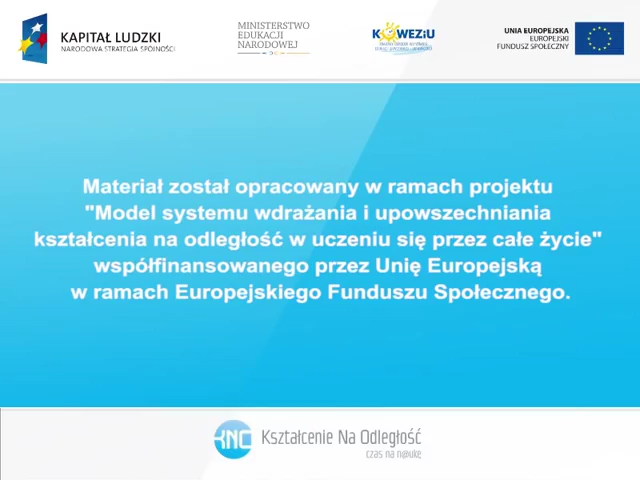 KAPITAŁ LUDZKI
NARODOWA STRATEGIA SPÓJNOŚCI
MINISTERSTWO
EDUKACJI
NARODOWEJ
KOWEZiU
UNIA EUROPEJSKA
EUROPEJSKI
FUNDUSZ SPOŁECZNY
Materiał został opracowany w ramach projektu
"Model systemu wdrażania i upowszechniania
kształcenia na odległość w uczeniu się przez całe życie"
współfinansowanego przez Unię Europejską
w ramach Europejskiego Funduszu Społecznego.
KNO Kształcenie Na Odległość
czas na n@ukę